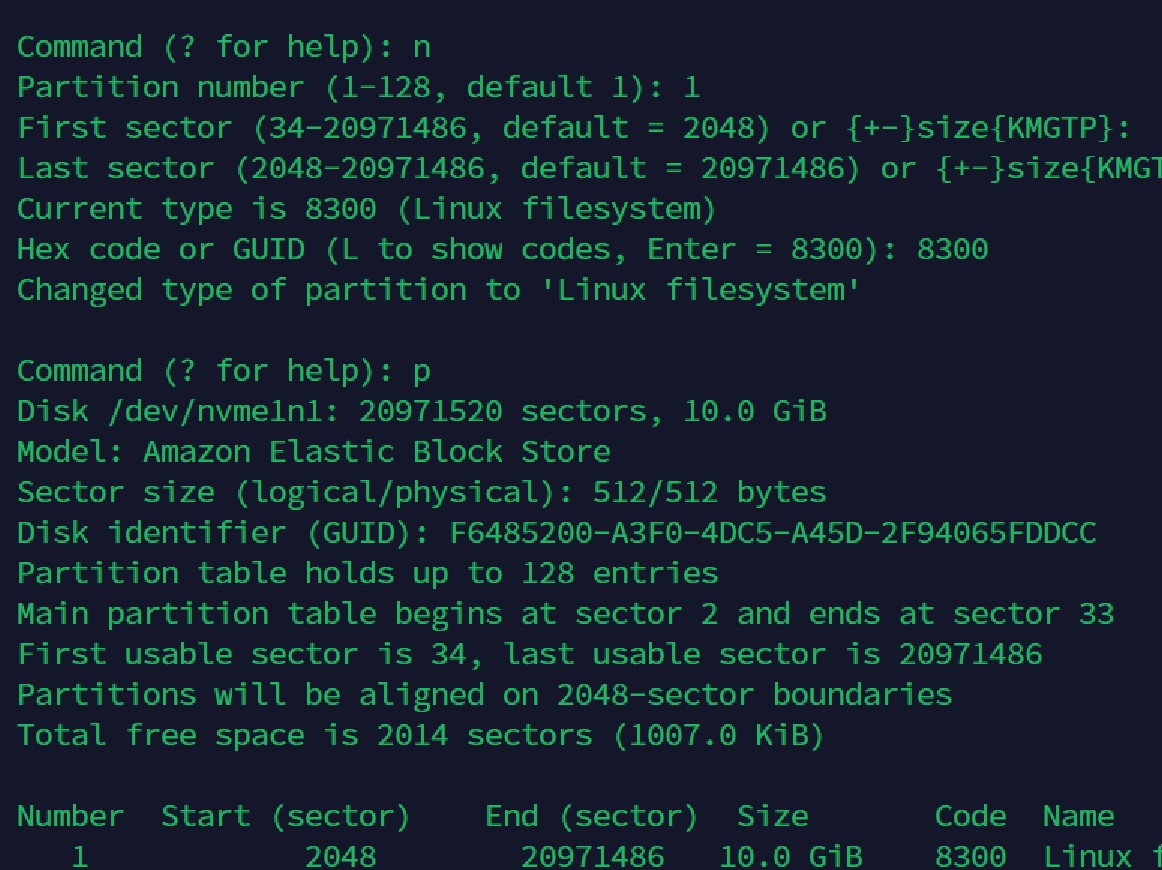 Command (? for help): n
Partition number (1-128, default 1): 1
First sector (34-20971486, default = 2048) or {+-}size{KMGTP}:
Last sector (2048-20971486, default = 20971486) or {+-}size{KMGT
Current type is 8300 (Linux filesystem)
Hex code or GUID (L to show codes, Enter = 8300): 8300
Changed type of partition to 'Linux filesystem'
Command (? for help): p
Disk /dev/nvme1n1: 20971520 sectors, 10.0 GiB
Model: Amazon Elastic Block Store
Sector size (logical/physical): 512/512 bytes
Disk identifier (GUID): F6485200-A3F0-4DC5-A45D-2F94065FDDCC
Partition table holds up to 128 entries
Main partition table begins at sector 2 and ends at sector 33
First usable sector is 34, last usable sector is 20971486
Partitions will be aligned on 2048-sector boundaries
Total free space is 2014 sectors (1007.0 KiB)
Number  Start (sector)    End (sector)  Size       Code  Name
   1            2048        20971486   10.0 GiB    8300  Linux f